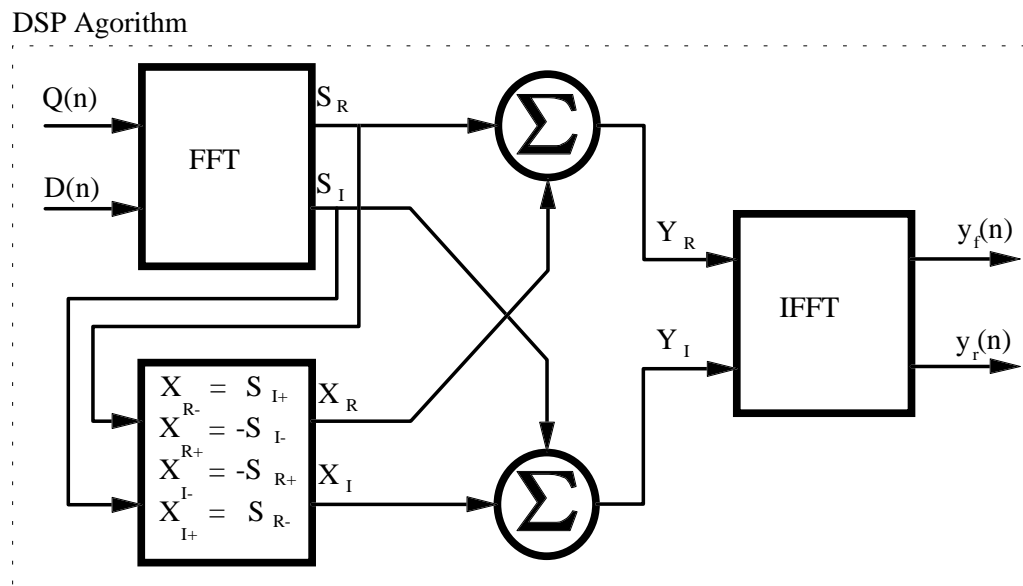 DSP Agorithm
Q(n)
D(n)
FFT
S R
S I
Σ
Y R
Y I
IFFT
y f (n)
y r (n)
X R- = S I+
X R+ = -S I-
X I- = -S R+
X I+ = S R-
X R
X I
Σ